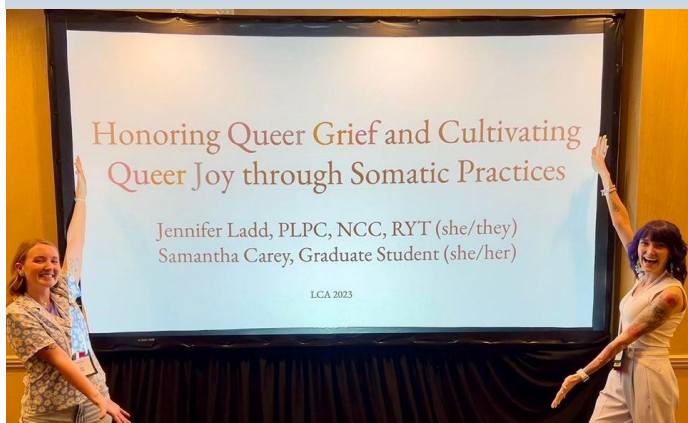 Honoring Queer Grief and Cultivating
Queer Joy through Somatic Practices
Jennifer Ladd, PLPC, NCC, RYT (she/they)
Samantha Carey, Graduate Student (she/her)
LCA 2023